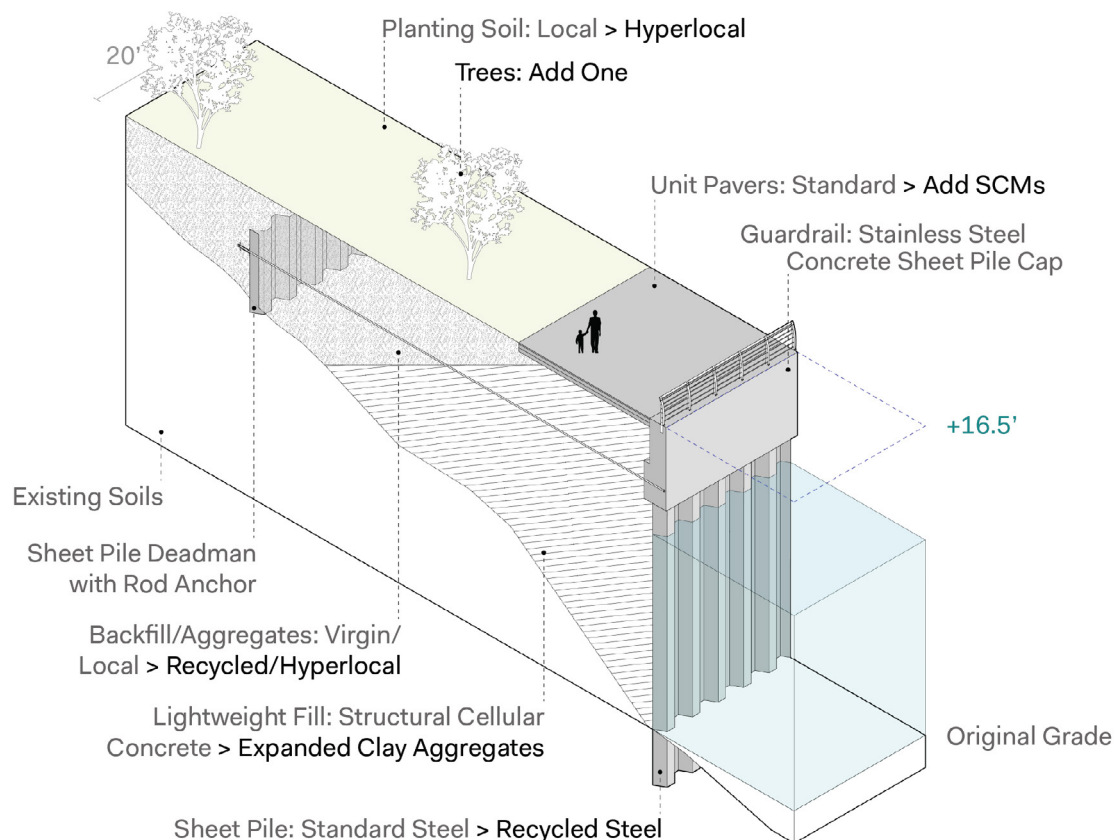 Planting Soil: Local > Hyperlocal
20'
Trees: Add One
Unit Pavers: Standard > Add SCMs
Guardrail: Stainless Steel
Concrete Sheet Pile Cap
+16.5'
Existing Soils
Sheet Pile Deadman
with Rod Anchor
Backfill/Aggregates: Virgin/
Local > Recycled/Hyperlocal
Lightweight Fill: Structural Cellular
Concrete > Expanded Clay Aggregates
Original Grade
Sheet Pile: Standard Steel > Recycled Steel